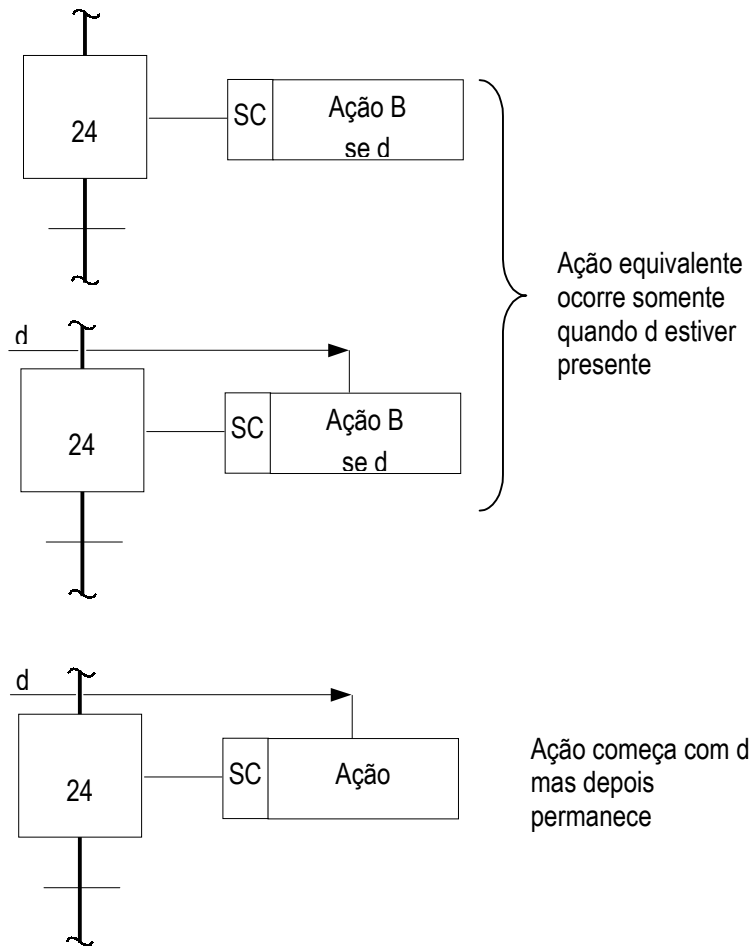 24
SC
Ação B
se d
Ação equivalente
ocorre somente
quando d estiver
presente
d
24
SC
Ação B
se d
d
24
SC
Ação
Ação começa com d
mas depois
permanece